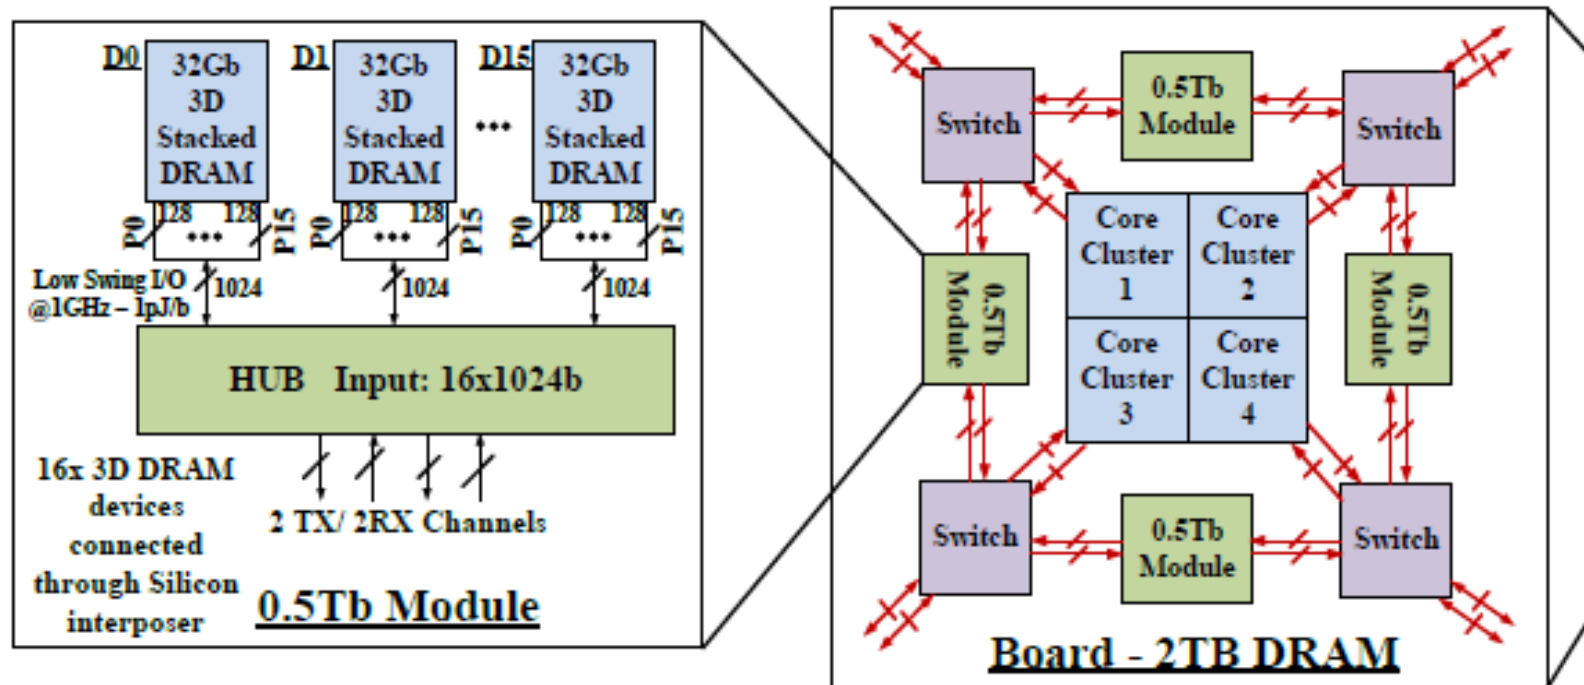 D0
32Gb
3D
Stacked
DRAM
D1
32Gb
3D
Stacked
DRAM
•••
D15
32Gb
3D
Stacked
DRAM
P0
128
128
•••
P15
P0
128
128
•••
P15
P0
128
128
•••
P15
Low Swing I/O
@1GHz – 1pJ/b
1024
1024
1024
HUB Input: 16x1024b
16x 3D DRAM
devices
connected
through Silicon
interposer
2 TX/ 2RX Channels
0.5Tb Module
Switch
0.5Tb
Module
Switch
0.5Tb
Module
Core
Cluster
1
Core
Cluster
2
Core
Cluster
3
Core
Cluster
4
0.5Tb
Module
Switch
0.5Tb
Module
Switch
Board - 2TB DRAM